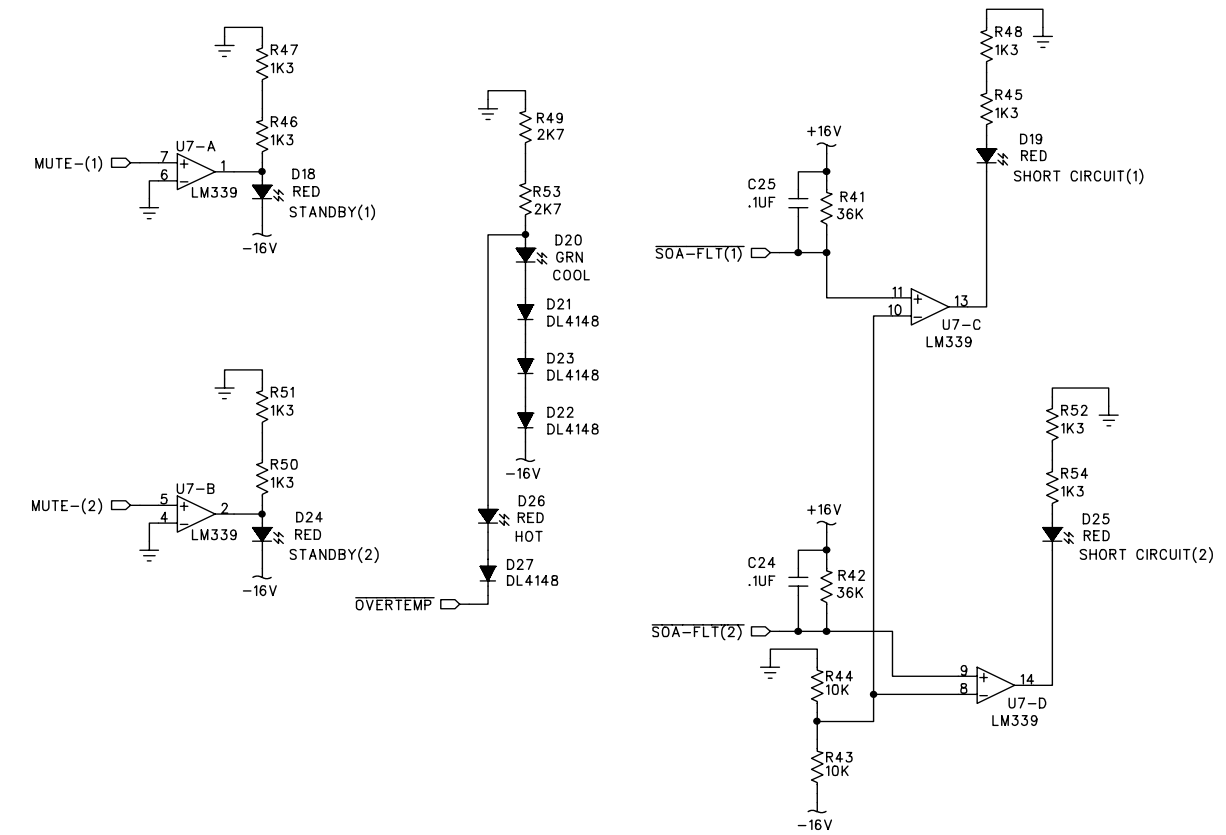 R47
1K3
R46
1K3
U7-A
MUTE-(1)
7
6
1
LM339
D18
RED
STANDBY(1)
-16V
R51
1K3
R50
1K3
U7-B
MUTE-(2)
5
4
2
LM339
D24
RED
STANDBY(2)
-16V
R49
2K7
R53
2K7
D20
GRN
COOL
D21
DL4148
D23
DL4148
D22
DL4148
-16V
D26
RED
HOT
D27
DL4148
OVERTEMP
R48
1K3
R45
1K3
D19
RED
SHORT CIRCUIT(1)
+16V
C25
.1UF
R41
36K
SOA-FLT(1)
11
10
13
U7-C
LM339
R52
1K3
R54
1K3
D25
RED
SHORT CIRCUIT(2)
+16V
C24
.1UF
R42
36K
SOA-FLT(2)
9
8
14
U7-D
LM339
R44
10K
R43
10K
-16V